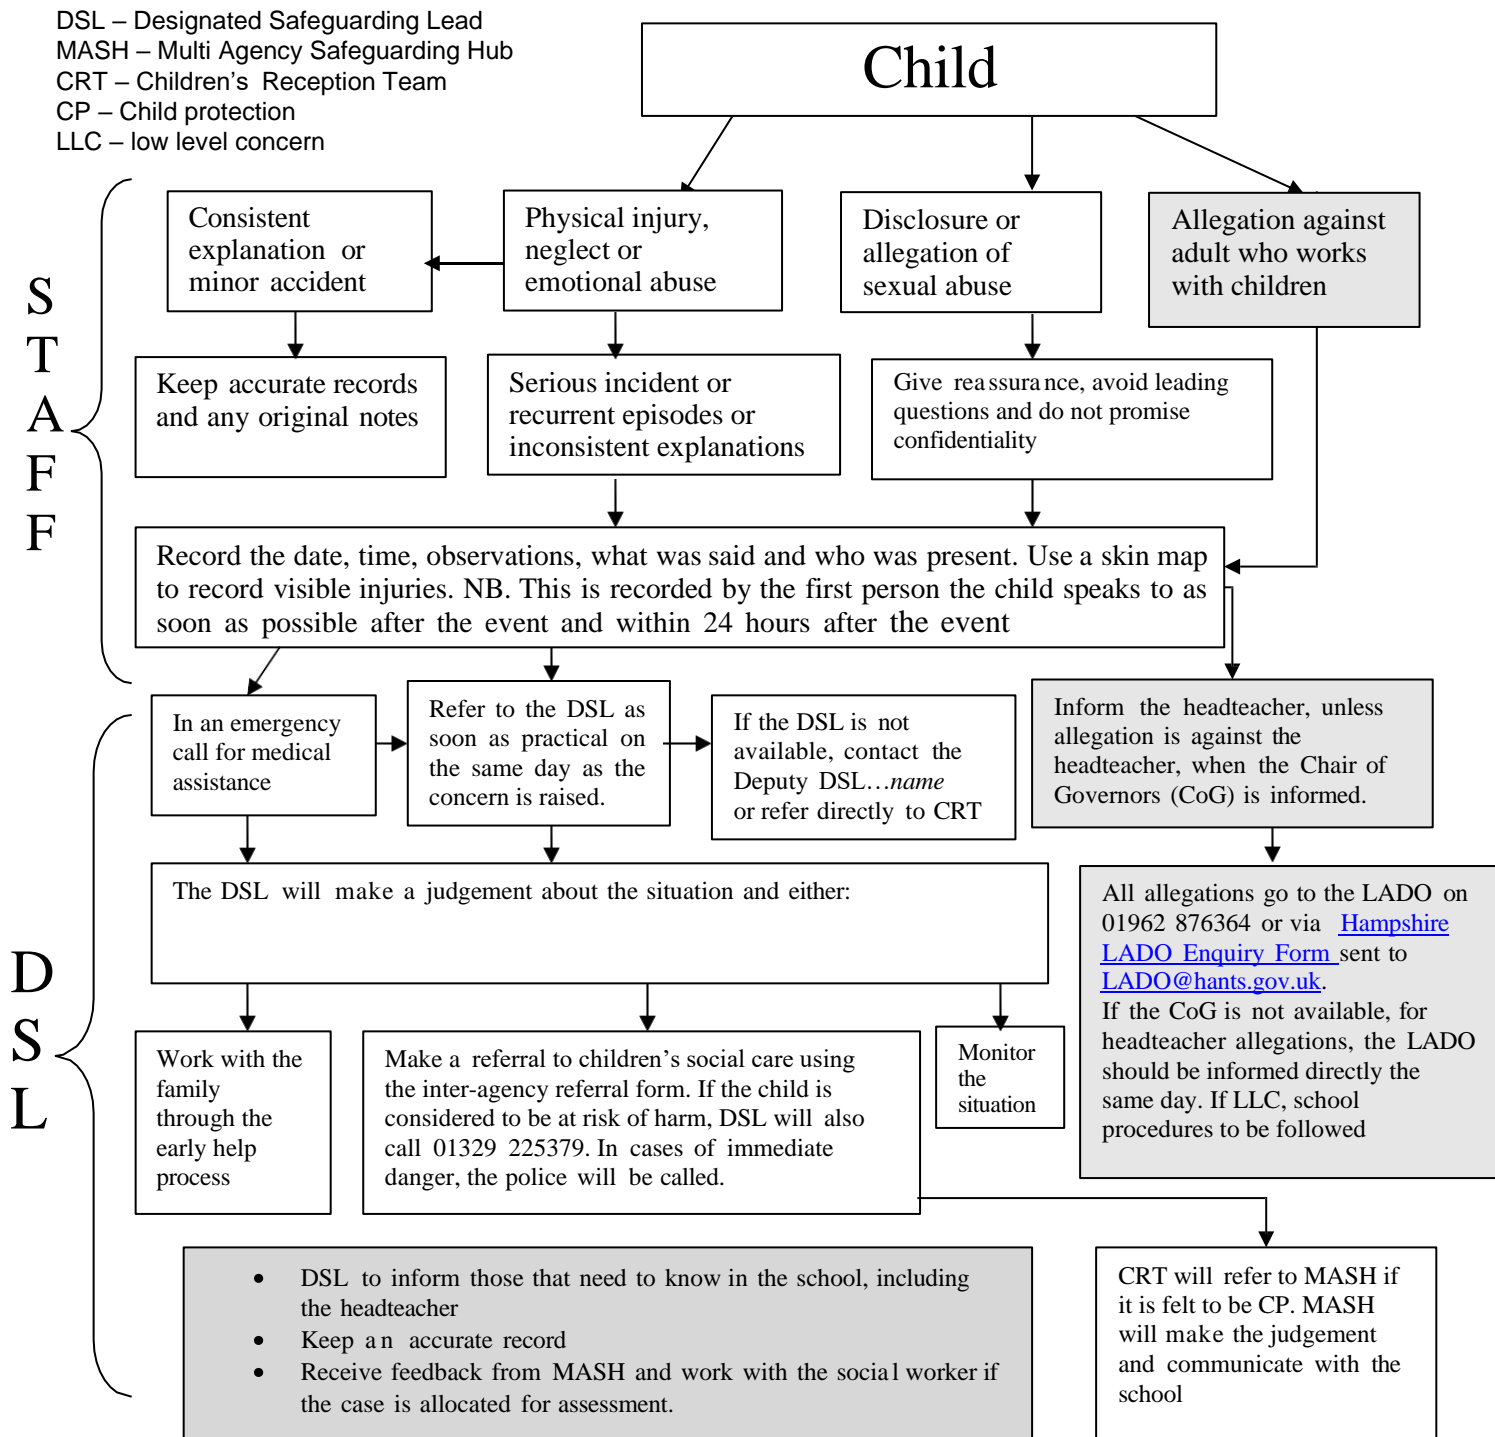 DSL – Designated Safeguarding Lead
MASH – Multi Agency Safeguarding Hub
CRT – Children's Reception Team
CP – Child protection
LLC – low level concern
Child
STAFF
Consistent
explanation or
minor accident
Physical injury,
neglect or
emotional abuse
Disclosure or
allegation of
sexual abuse
Allegation against
adult who works
with children
Keep accurate records
and any original notes
Serious incident or
recurrent episodes or
inconsistent explanations
Give reassurance, avoid leading
questions and do not promise
confidentiality
Record the date, time, observations, what was said and who was present. Use a skin map
to record visible injuries. NB. This is recorded by the first person the child speaks to as
soon as possible after the event and within 24 hours after the event
DSL
In an emergency
call for medical
assistance
Refer to the DSL as
soon as practical on
the same day as the
concern is raised.
If the DSL is not
available, contact the
Deputy DSL…name
or refer directly to CRT
Inform the headteacher, unless
allegation is against the
headteacher, when the Chair of
Governors (CoG) is informed.
The DSL will make a judgement about the situation and either:
All allegations go to the LADO on
01962 876364 or via Hampshire
LADO Enquiry Form sent to
LADO@hants.gov.uk.
If the CoG is not available, for
headteacher allegations, the LADO
should be informed directly the
same day. If LLC, school
procedures to be followed
Work with the
family
through the
early help
process
Make a referral to children's social care using
the inter-agency referral form. If the child is
considered to be at risk of harm, DSL will also
call 01329 225379. In cases of immediate
danger, the police will be called.
Monitor
the
situation
• DSL to inform those that need to know in the school, including
the headteacher
• Keep an accurate record
• Receive feedback from MASH and work with the social worker if
the case is allocated for assessment.
CRT will refer to MASH if
it is felt to be CP. MASH
will make the judgement
and communicate with the
school